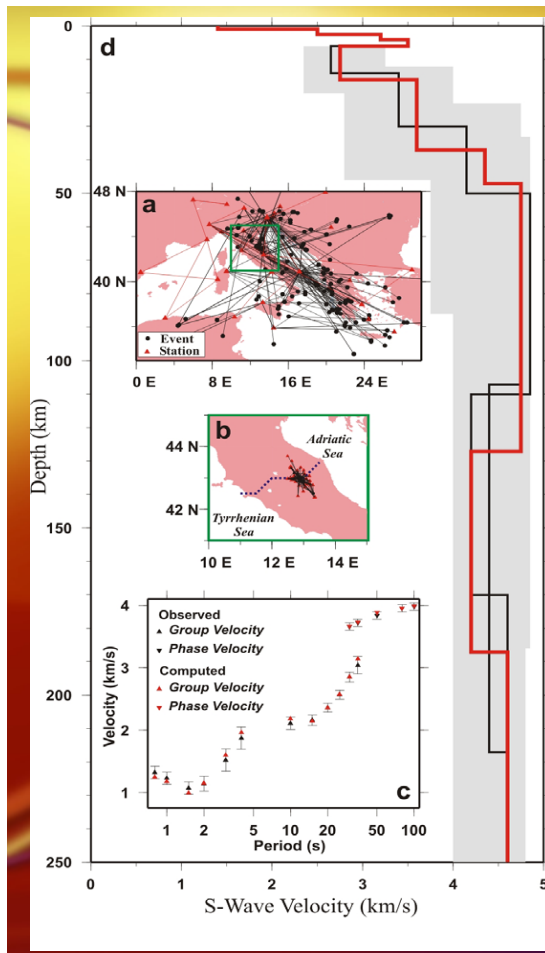 d
0
50
100
150
200
250
Depth (km)
0 1 2 3 4 5
S-Wave Velocity (km/s)
a
48 N
40 N
Event
Station
0 E 8 E 16 E 24 E
b
44 N
42 N
Adriatic
Sea
Tyrrhenian
Sea
10 E 12 E 14 E
c
Velocity (km/s)
4
3
2
1
Observed
Group Velocity
Phase Velocity
Computed
Group Velocity
Phase Velocity
1 2 5 10 20 50 100
Period (s)